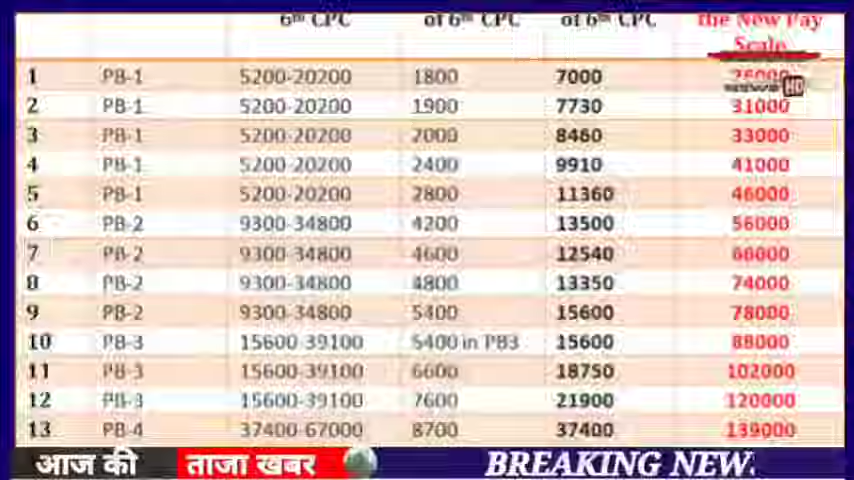 6th CPC of 6th CPC of 6th CPC the New Pay
Scale
1 PB-1 5200-20200 1800 7000
2 PB-1 5200-20200 1900 7730 31000
3 PB-1 5200-20200 2000 8460 33000
4 PB-1 5200-20200 2400 9910 41000
5 PB-1 5200-20200 2800 11360 46000
6 PB-2 9300-34800 4200 13500 56000
7 PB-2 9300-34800 4600 12540 66000
8 PB-2 9300-34800 4800 13350 74000
9 PB-2 9300-34800 5400 15600 78000
10 PB-3 15600-39100 5400 in PB3 15600 88000
11 PB-3 15600-39100 6600 18750 102000
12 PB-3 15600-39100 7600 21900 120000
13 PB-4 37400-67000 8700 37400 139000
आज की ताजा खबर BREAKING NEW